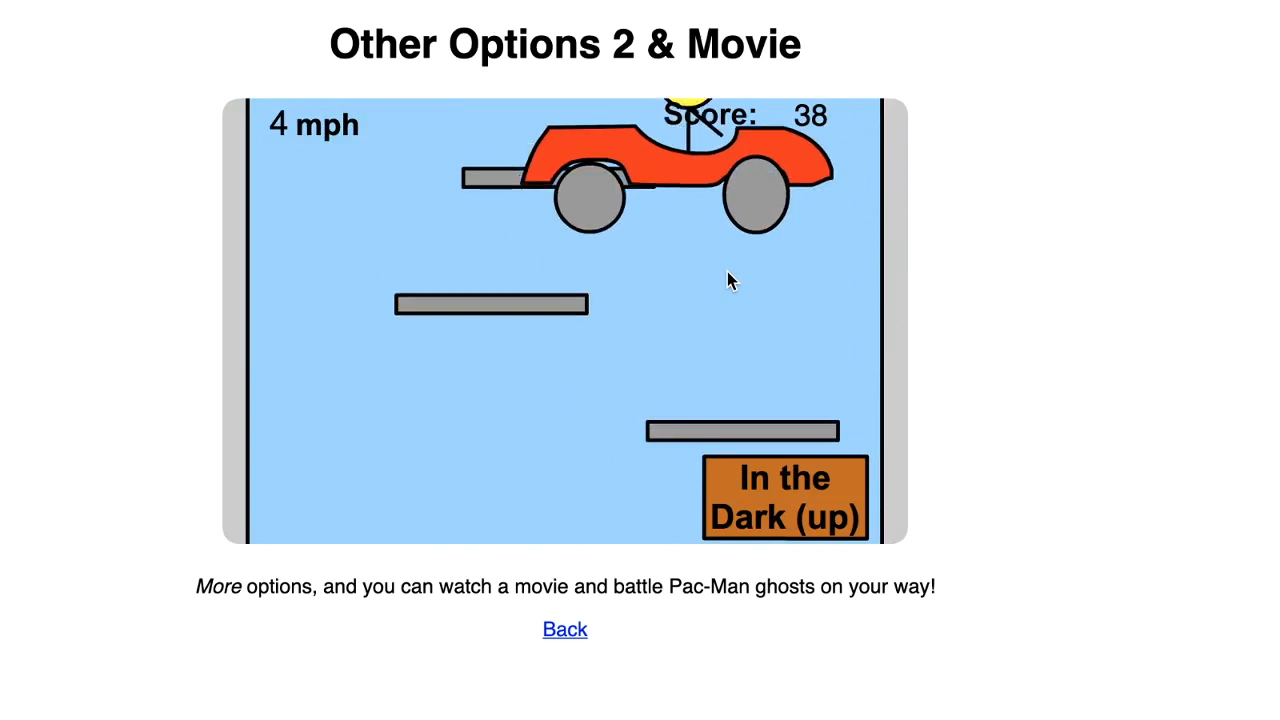 Other Options 2 & Movie
4 mph
Score: 38
In the
Dark (up)
More options, and you can watch a movie and battle Pac-Man ghosts on your way!
Back